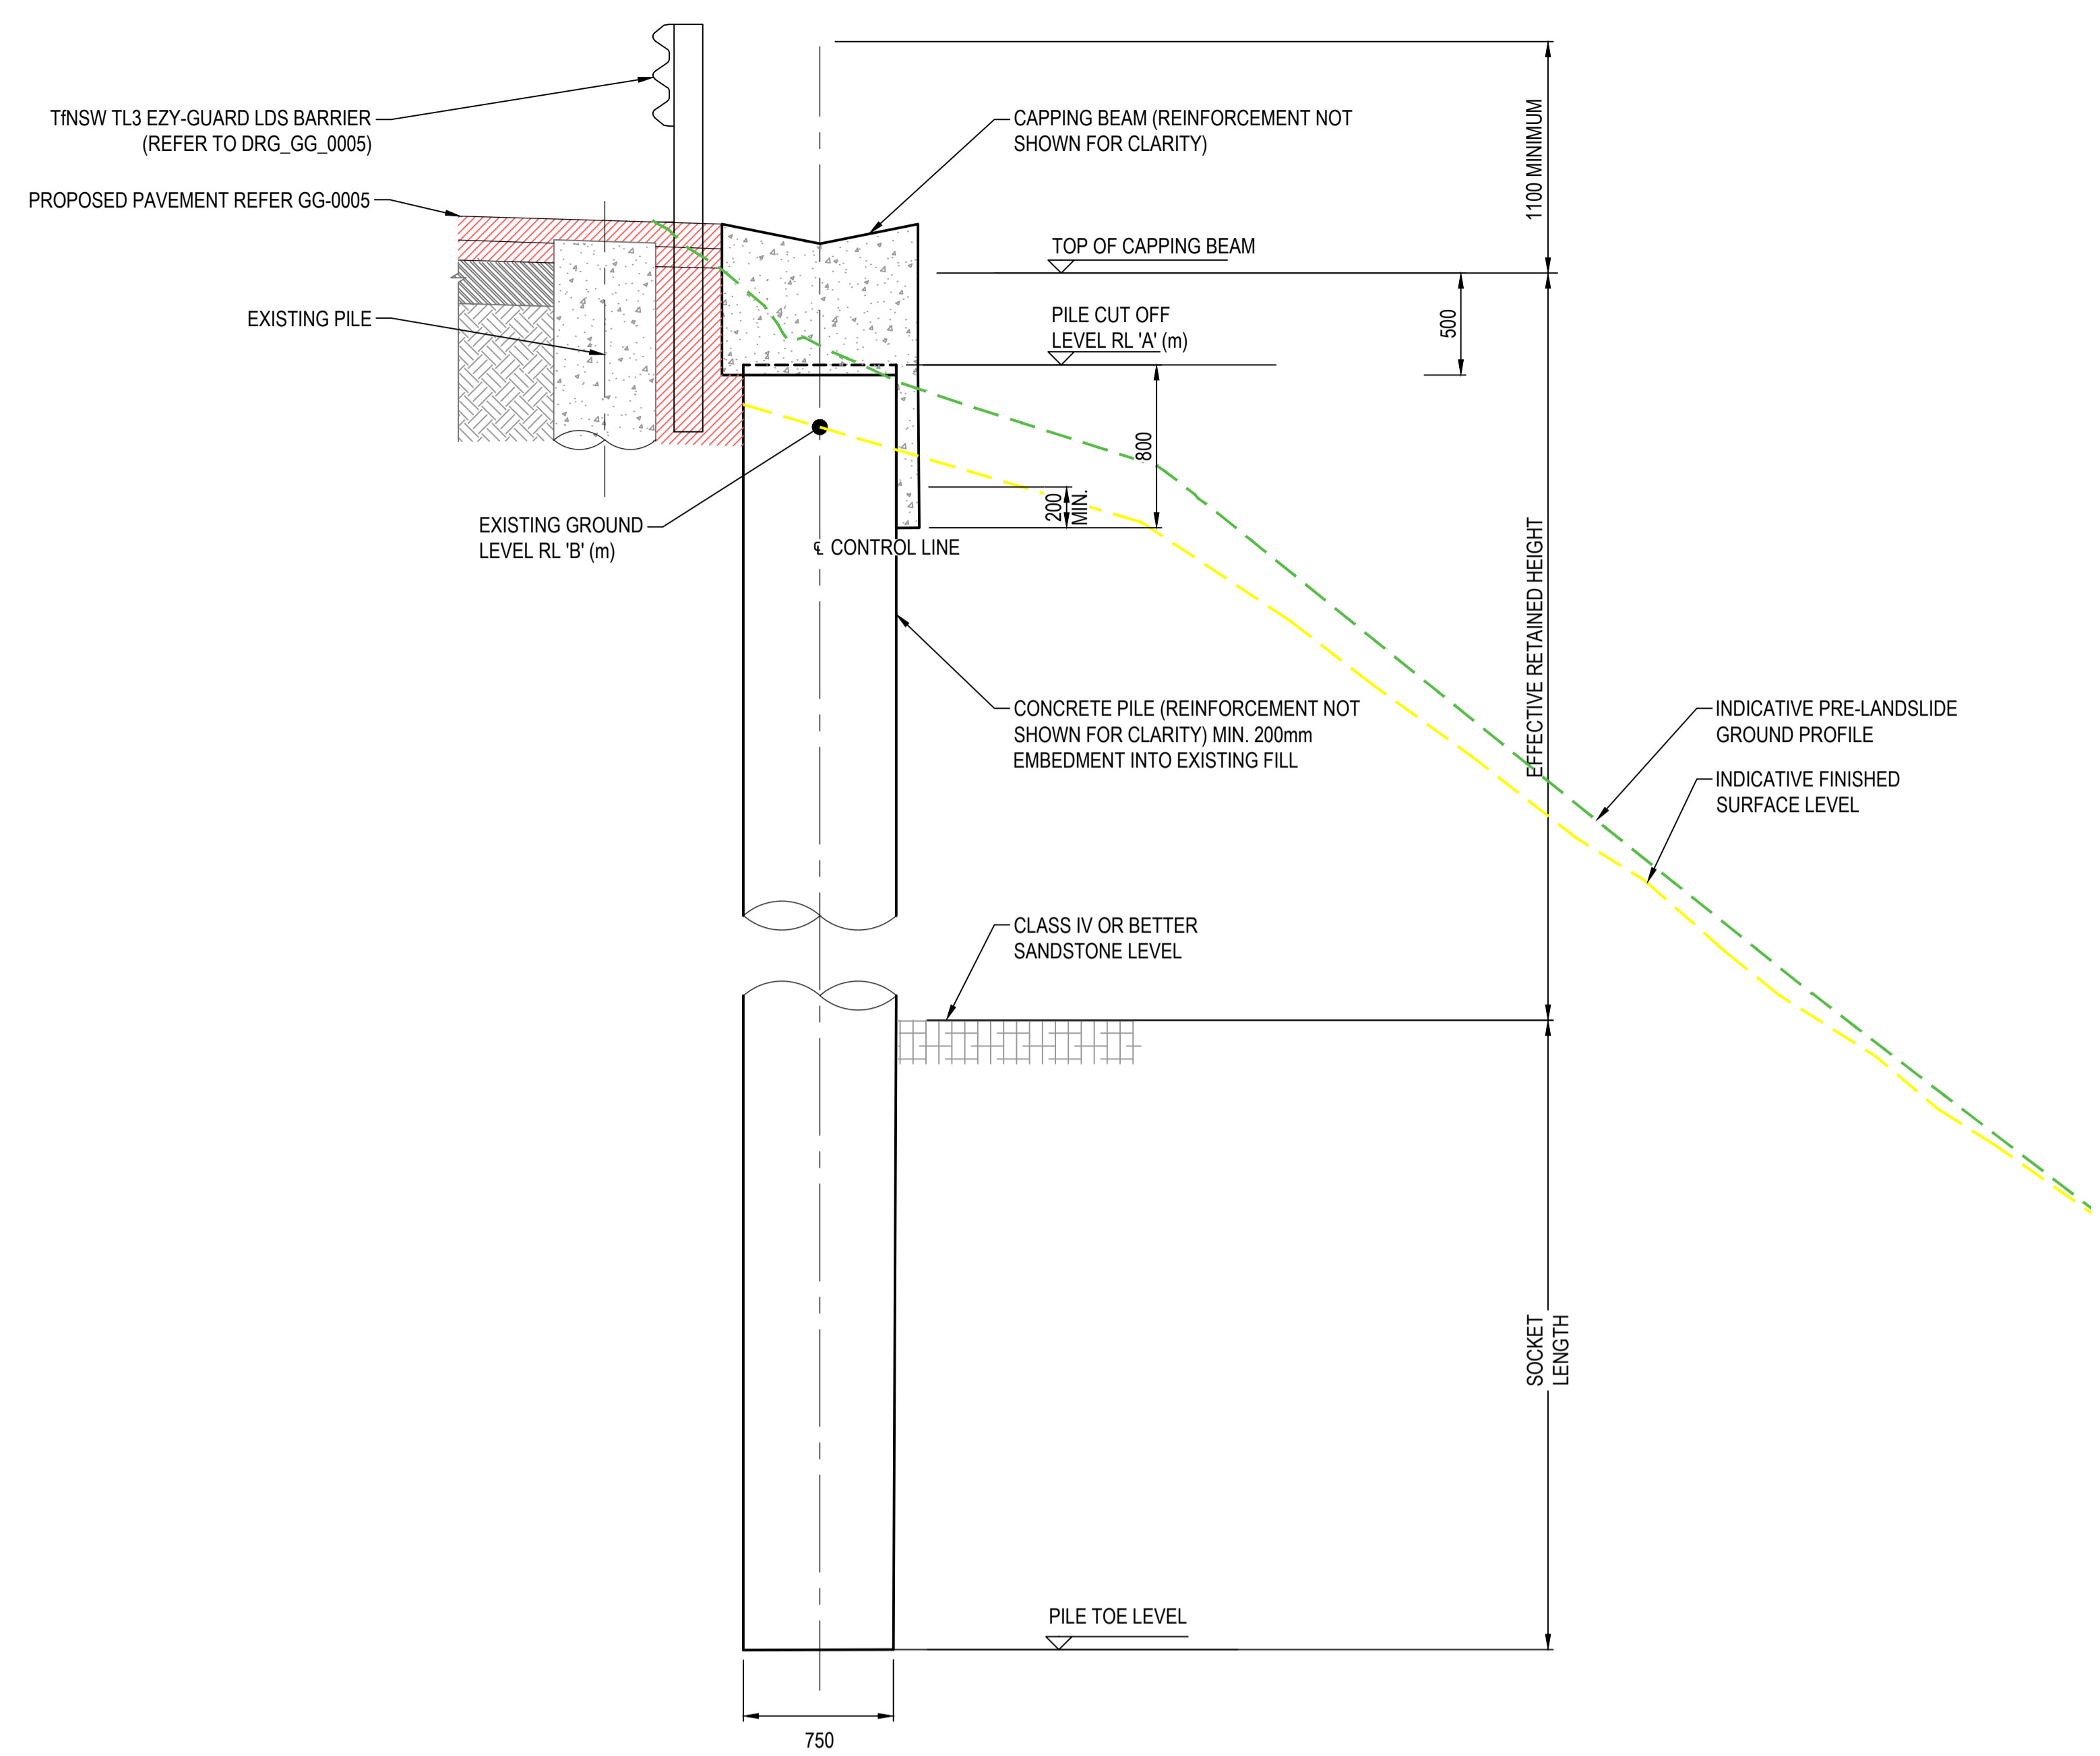 TfNSW TL3 EZY-GUARD LDS BARRIER
(REFER TO DRG_GG_0005)
PROPOSED PAVEMENT REFER GG-0005
EXISTING PILE
CAPPING BEAM (REINFORCEMENT NOT
SHOWN FOR CLARITY)
1100 MINIMUM
TOP OF CAPPING BEAM
PILE CUT OFF
LEVEL RL 'A' (m)
500
800
200
MIN.
EXISTING GROUND
LEVEL RL 'B' (m)
℄ CONTROL LINE
EFFECTIVE RETAINED HEIGHT
CONCRETE PILE (REINFORCEMENT NOT
SHOWN FOR CLARITY) MIN. 200mm
EMBEDMENT INTO EXISTING FILL
INDICATIVE PRE-LANDSLIDE
GROUND PROFILE
INDICATIVE FINISHED
SURFACE LEVEL
CLASS IV OR BETTER
SANDSTONE LEVEL
SOCKET
LENGTH
PILE TOE LEVEL
750